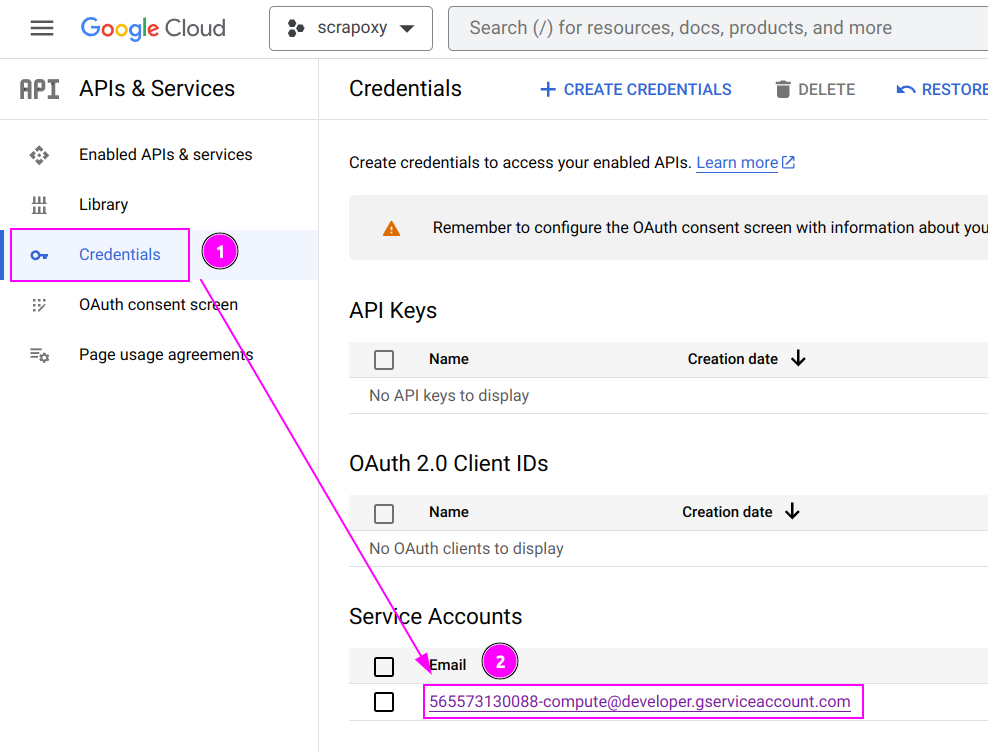 Google Cloud
scrapoxy
Search (/) for resources, docs, products, and more
API
APIs & Services
Credentials
CREATE CREDENTIALS
DELETE
RESTORE
Enabled APIs & services
Library
Credentials
1
OAuth consent screen
Page usage agreements
Create credentials to access your enabled APIs. Learn more
Remember to configure the OAuth consent screen with information about you
API Keys
Name Creation date
No API keys to display
OAuth 2.0 Client IDs
Name Creation date
No OAuth clients to display
Service Accounts
Email 2
565573130088-compute@developer.gserviceaccount.com